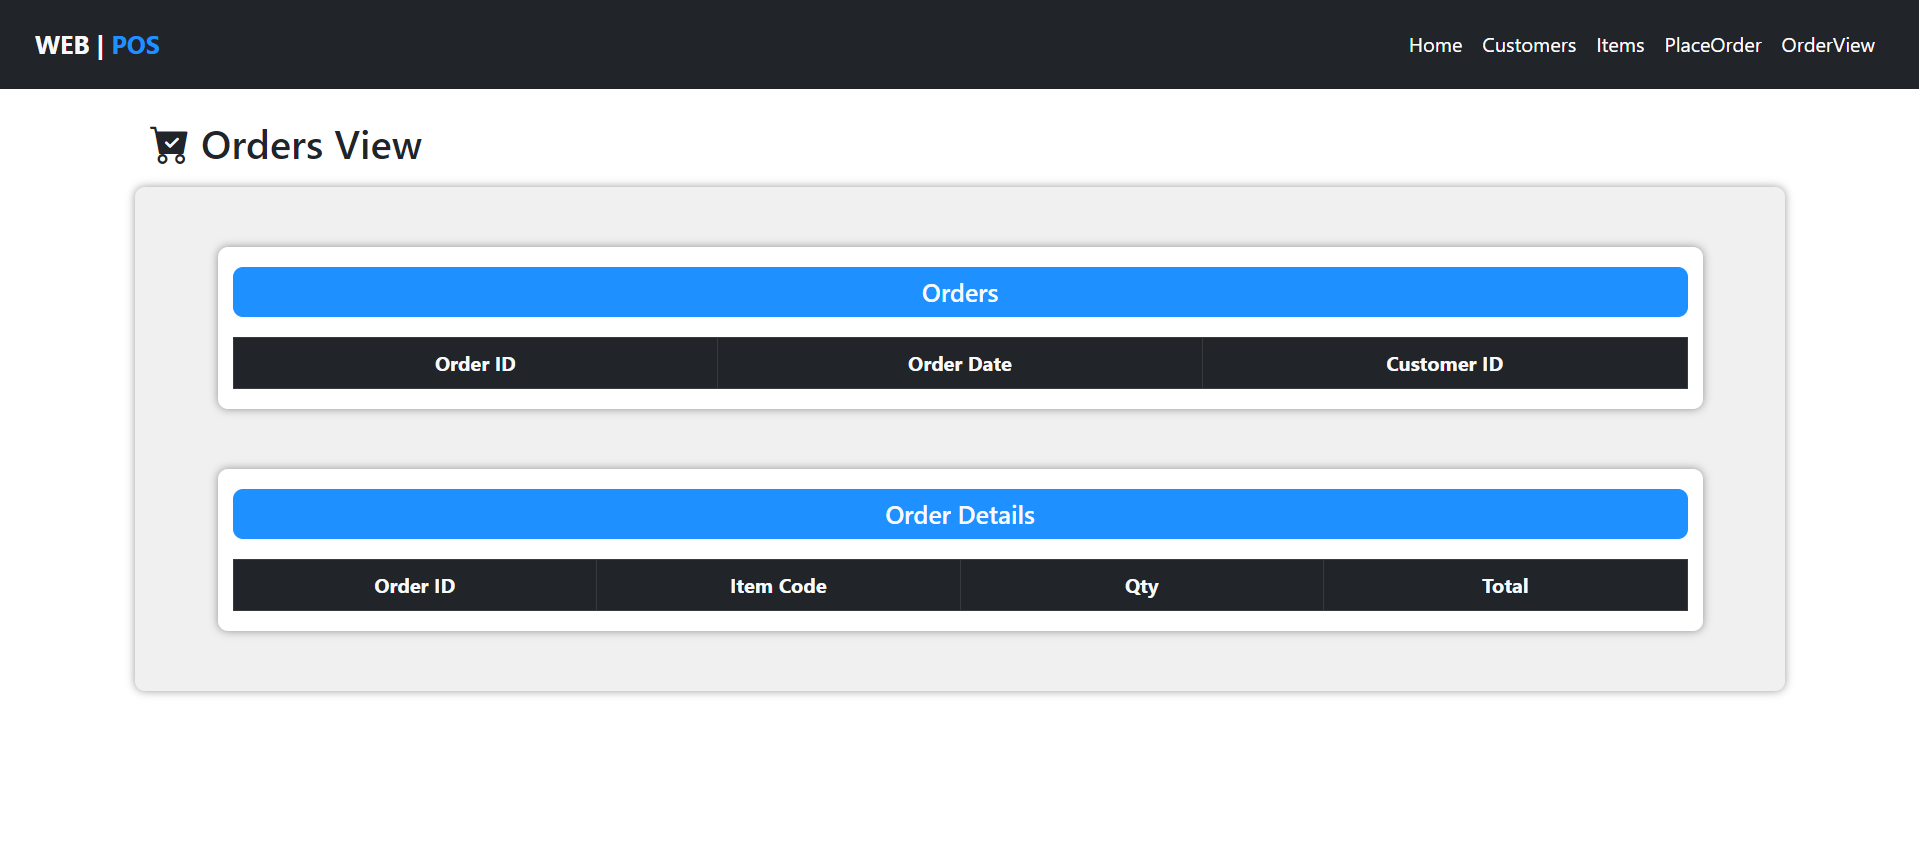 WEB | POS
Home Customers Items PlaceOrder OrderView
Orders View
Orders
Order ID Order Date Customer ID
Order Details
Order ID Item Code Qty Total